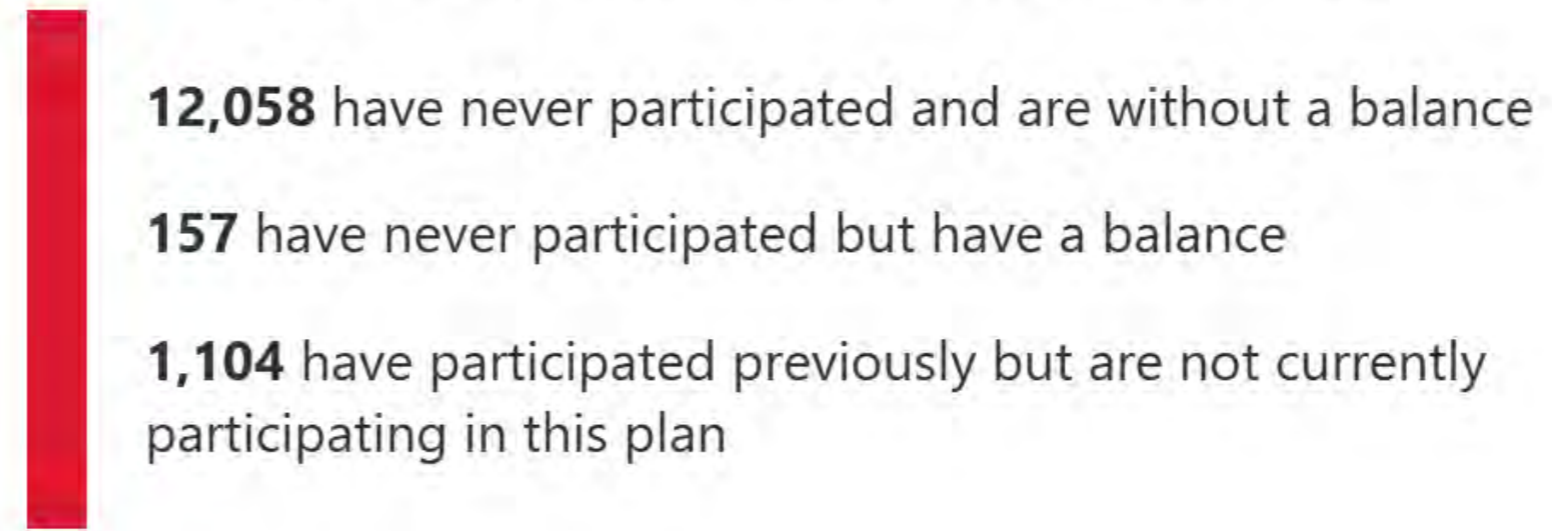 12,058 have never participated and are without a balance
157 have never participated but have a balance
1,104 have participated previously but are not currently
participating in this plan